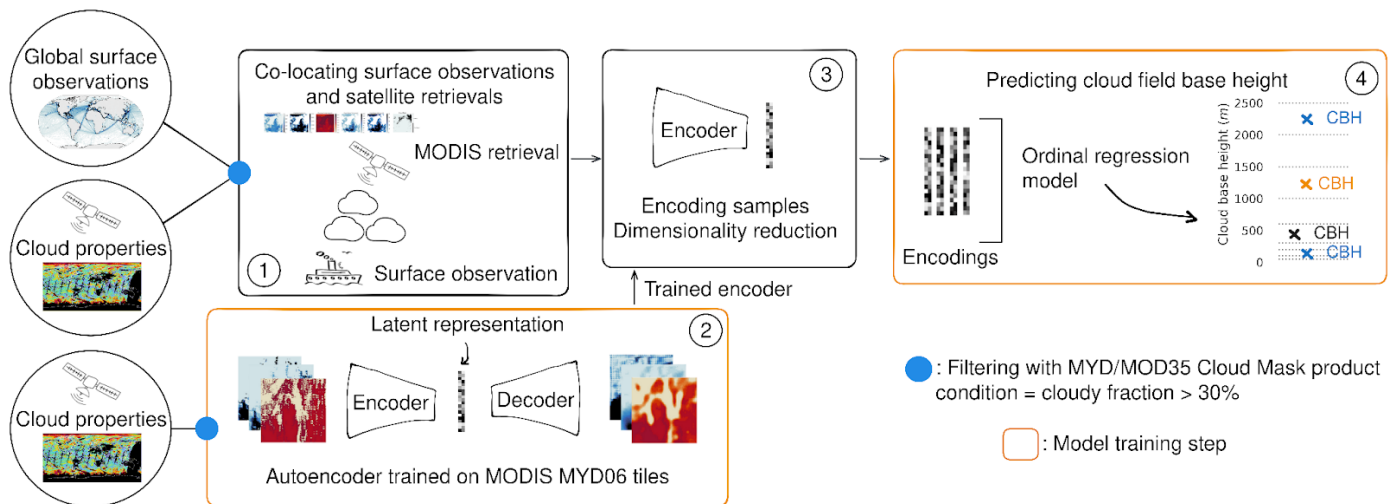 Global surface
observations
Cloud properties
Cloud properties
Co-locating surface observations
and satellite retrievals
MODIS retrieval
Surface observation
1
Latent representation
2
Encoder
Decoder
Autoencoder trained on MODIS MYD06 tiles
Trained encoder
3
Encoder
Encoding samples
Dimensionality reduction
4
Predicting cloud field base height
Encodings
Ordinal regression
model
Cloud base height (m)
2500
2000
1500
1000
500
0
CBH
CBH
CBH
CBH
: Filtering with MYD/MOD35 Cloud Mask product
condition = cloudy fraction > 30%
: Model training step